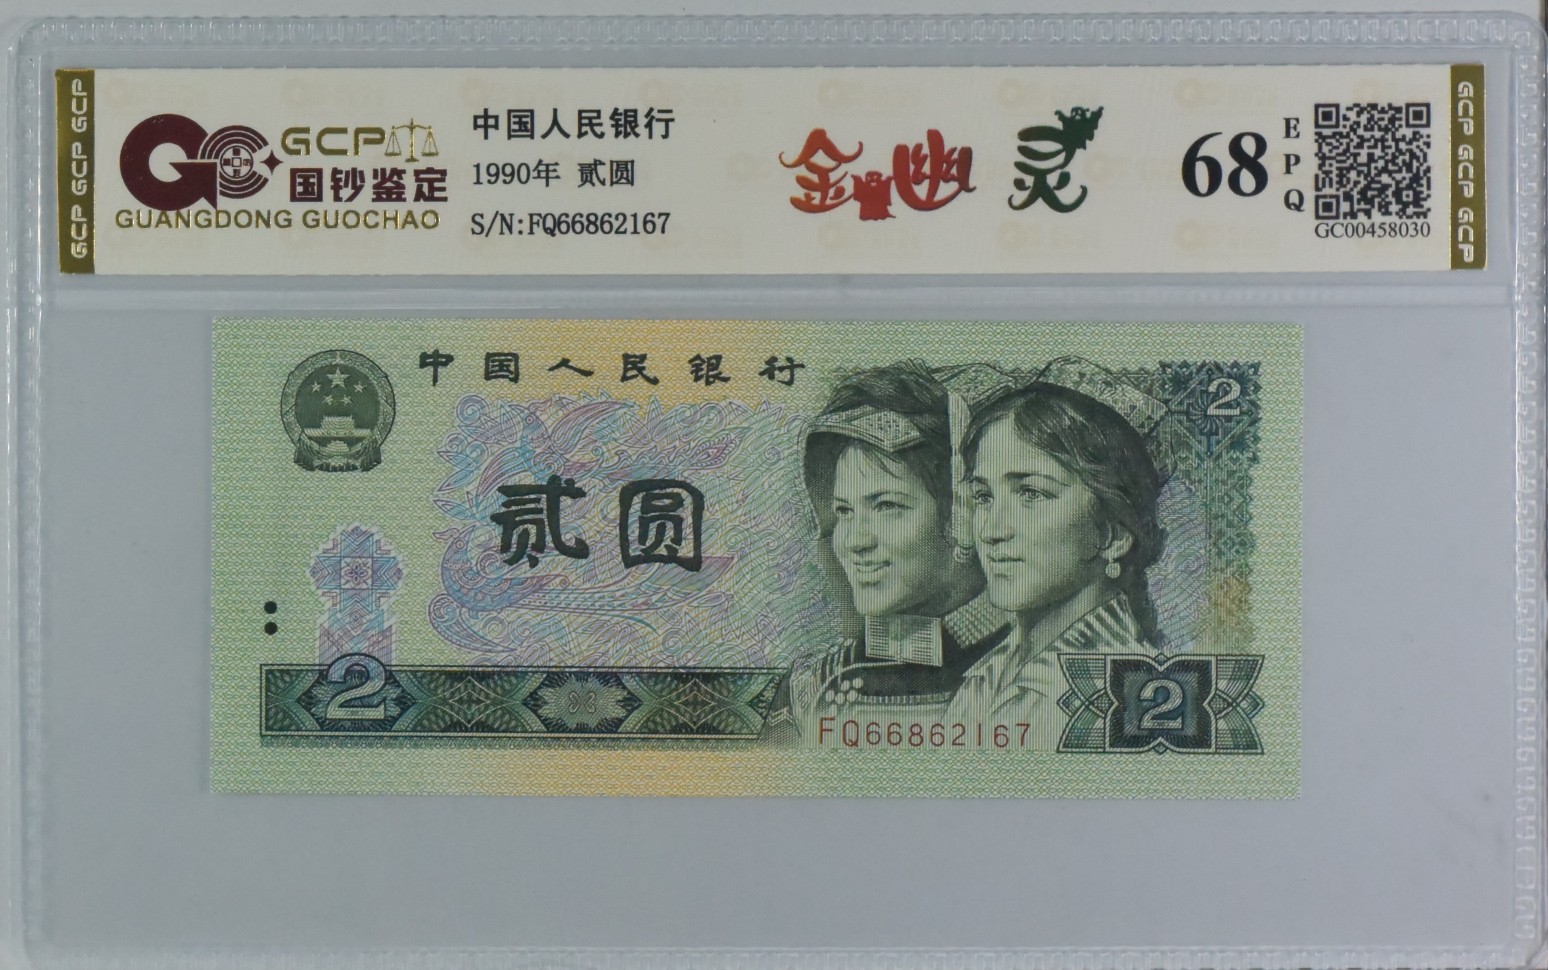 GCP GCP GCP
GCP
国钞鉴定
GUANGDONG GUOCHAO
中国人民银行
1990年 贰圆
S/N:FQ66862167
金幽灵
68
EPQ
GC00458030
GCP GCP GCP
中国人民银行
2
贰圆
2
FQ66862167
2